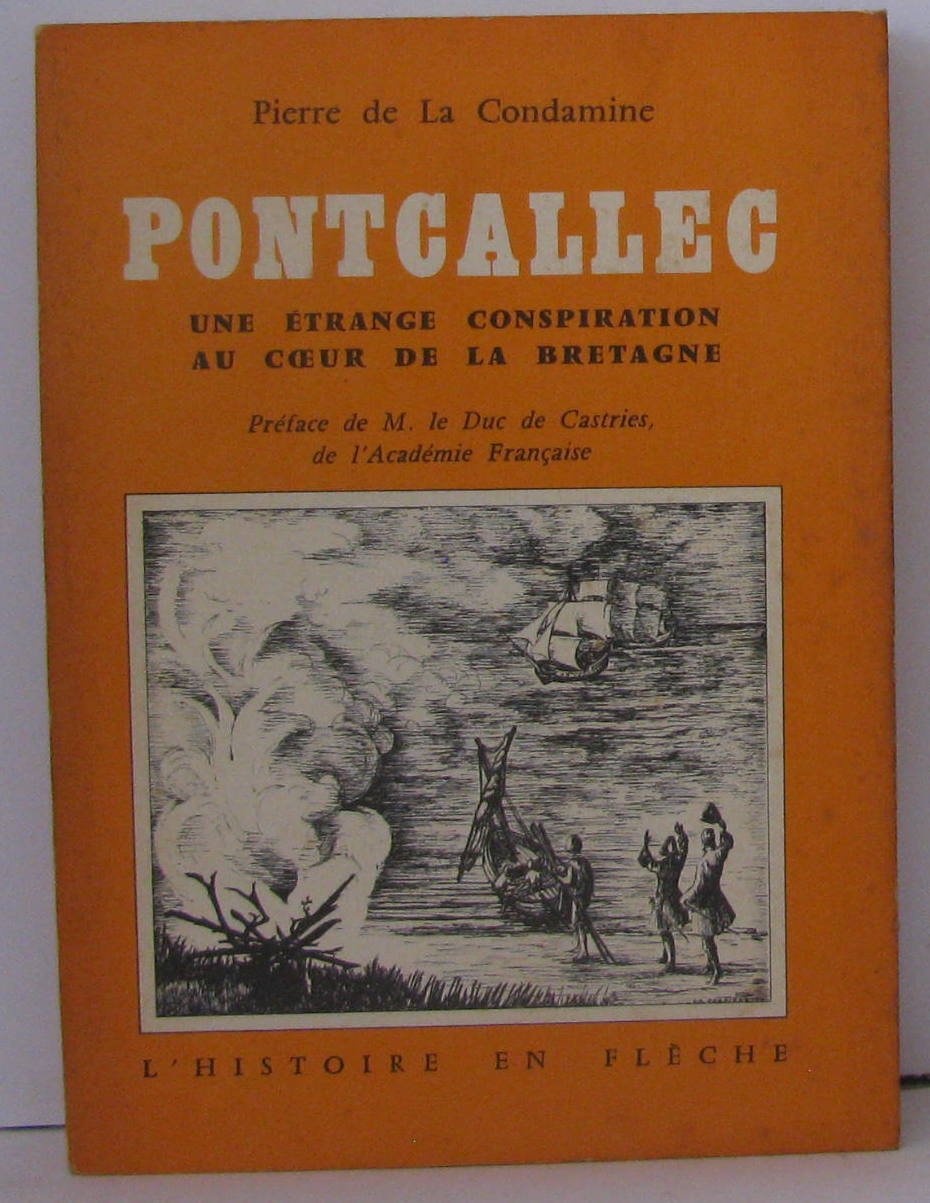 Pierre de La Condamine
PONTCALLEC
UNE ÉTRANGE CONSPIRATION
AU CŒUR DE LA BRETAGNE
Préface de M. le Duc de Castries,
de l'Académie Française
L'HISTOIRE EN FLÈCHE